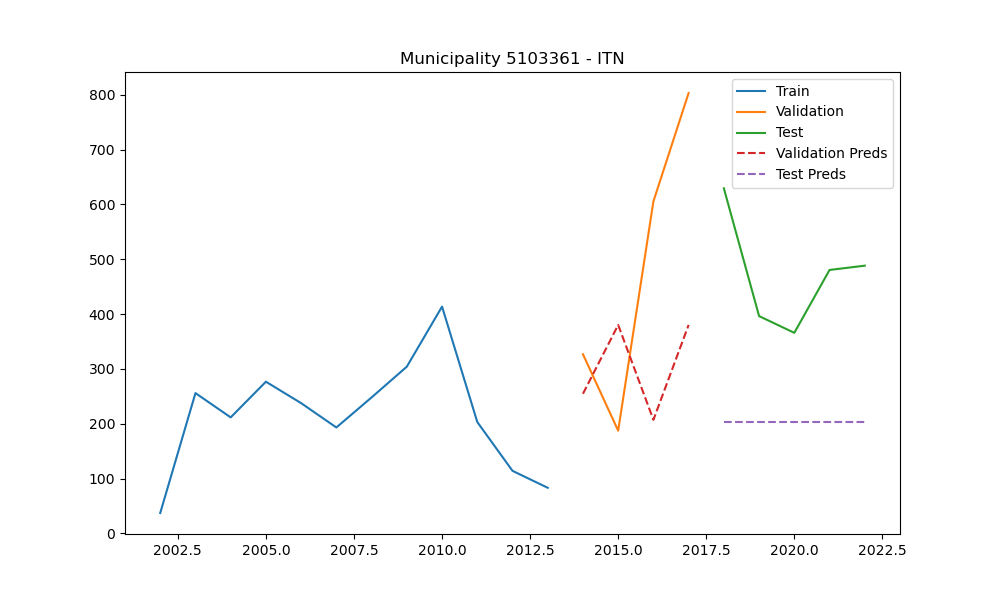 Municipality 5103361 - ITN
Train
Validation
Test
Validation Preds
Test Preds
800
700
600
500
400
300
200
100
0
2002.5 2005.0 2007.5 2010.0 2012.5 2015.0 2017.5 2020.0 2022.5